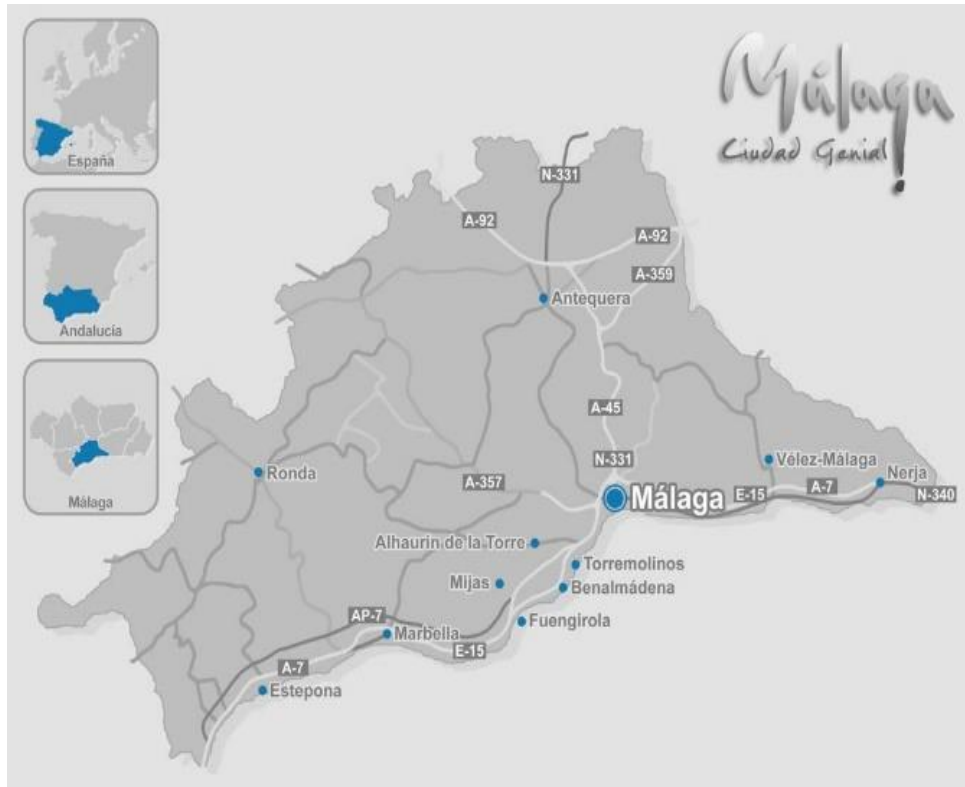 España
Andalucía
Málaga
Málaga
Ciudad Genial!
N-331
A-92
A-92
A-359
Antequera
A-45
Ronda
A-357
N-331
Vélez-Málaga
Nerja
A-7
E-15
N-340
Málaga
Alhaurin de la Torre
Torremolinos
Mijas
Benalmádena
AP-7
Fuengirola
Marbella
E-15
A-7
Estepona